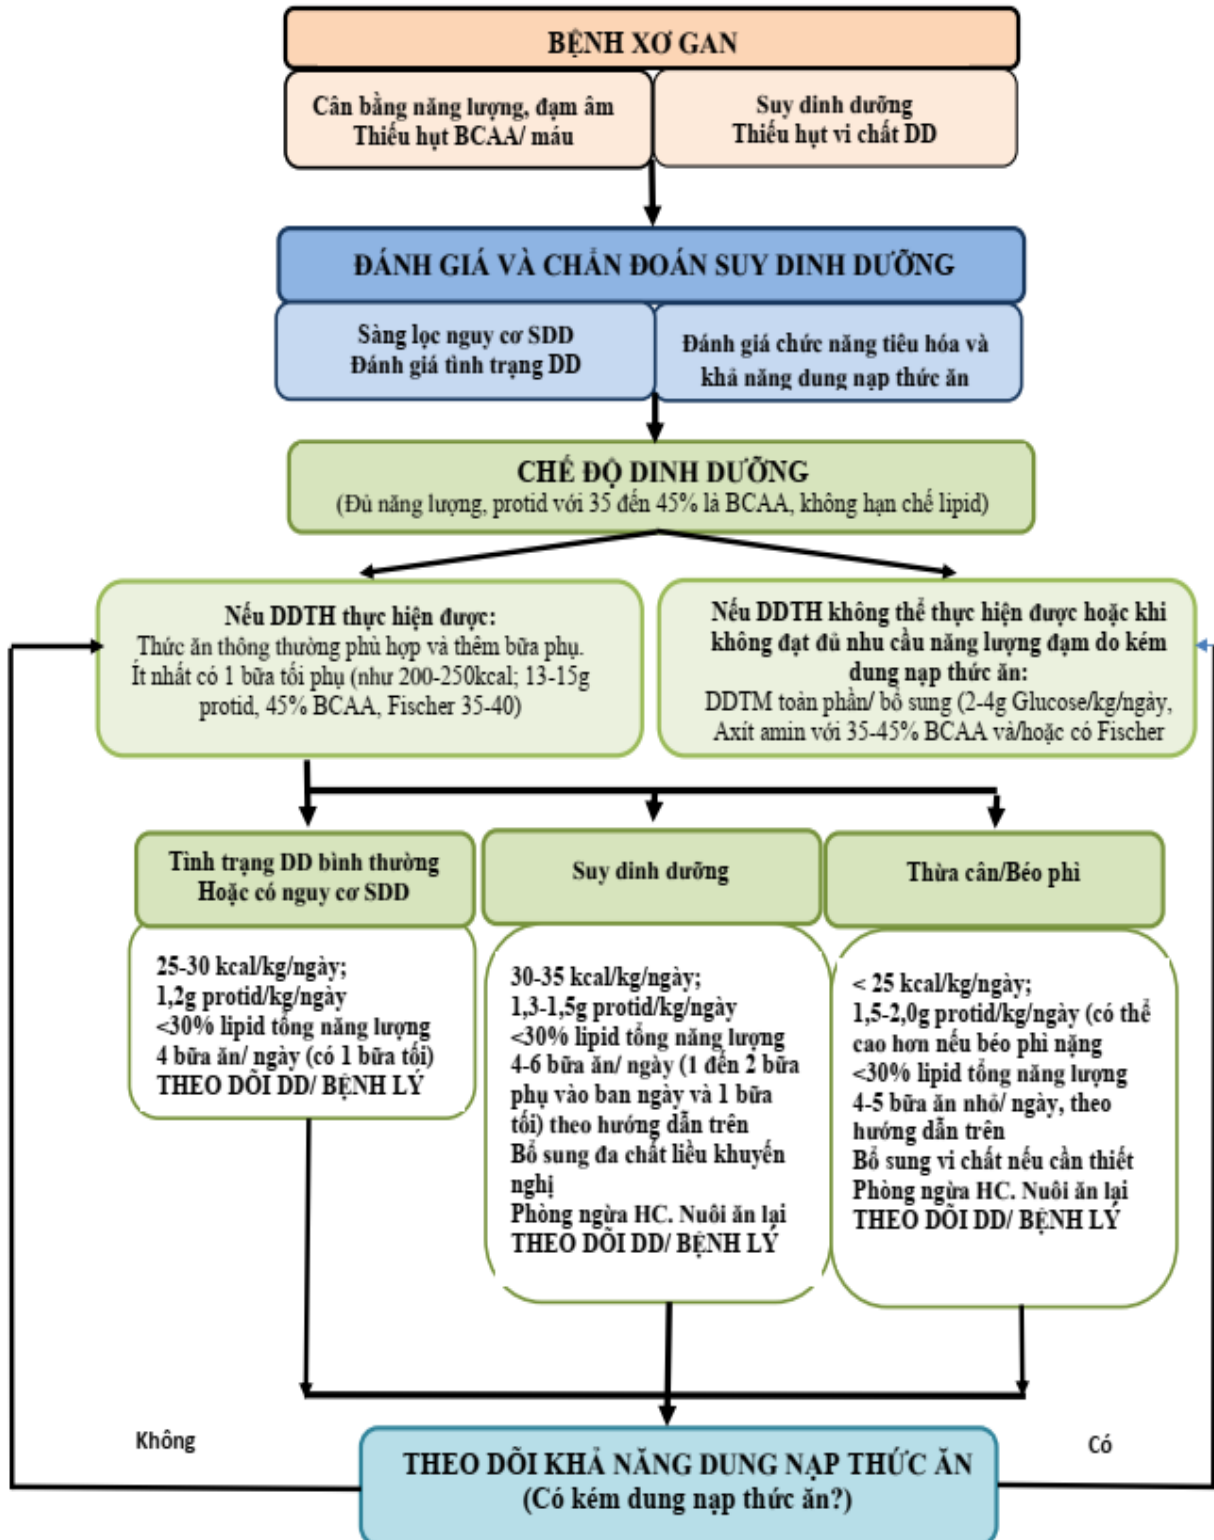 BỆNH XƠ GAN
Cân bằng năng lượng, đạm âm
Thiếu hụt BCAA/ máu
Suy dinh dưỡng
Thiếu hụt vi chất DD
ĐÁNH GIÁ VÀ CHẨN ĐOÁN SUY DINH DƯỠNG
Sàng lọc nguy cơ SDD
Đánh giá tình trạng DD
Đánh giá chức năng tiêu hóa và
khả năng dung nạp thức ăn
CHẾ ĐỘ DINH DƯỠNG
(Đủ năng lượng, protid với 35 đến 45% là BCAA, không hạn chế lipid)
Nếu DDTH thực hiện được:
Thức ăn thông thường phù hợp và thêm bữa phụ.
Ít nhất có 1 bữa tối phụ (như 200-250kcal; 13-15g
protid, 45% BCAA, Fischer 35-40)
Nếu DDTH không thể thực hiện được hoặc khi
không đạt đủ nhu cầu năng lượng đạm do kém
dung nạp thức ăn:
DDTM toàn phần/ bổ sung (2-4g Glucose/kg/ngày,
Axít amin với 35-45% BCAA và/hoặc có Fischer
Tình trạng DD bình thường
Hoặc có nguy cơ SDD
25-30 kcal/kg/ngày;
1,2g protid/kg/ngày
<30% lipid tổng năng lượng
4 bữa ăn/ ngày (có 1 bữa tối)
THEO DÕI DD/ BỆNH LÝ
Suy dinh dưỡng
30-35 kcal/kg/ngày;
1,3-1,5g protid/kg/ngày
<30% lipid tổng năng lượng
4-6 bữa ăn/ ngày (1 đến 2 bữa
phụ vào ban ngày và 1 bữa
tối) theo hướng dẫn trên
Bổ sung đa chất liều khuyến
nghị
Phòng ngừa HC. Nuôi ăn lại
THEO DÕI DD/ BỆNH LÝ
Thừa cân/Béo phì
< 25 kcal/kg/ngày;
1,5-2,0g protid/kg/ngày (có thể
cao hơn nếu béo phì nặng
<30% lipid tổng năng lượng
4-5 bữa ăn nhỏ/ ngày, theo
hướng dẫn trên
Bổ sung vi chất nếu cần thiết
Phòng ngừa HC. Nuôi ăn lại
THEO DÕI DD/ BỆNH LÝ
Không
Có
THEO DÕI KHẢ NĂNG DUNG NẠP THỨC ĂN
(Có kém dung nạp thức ăn?)